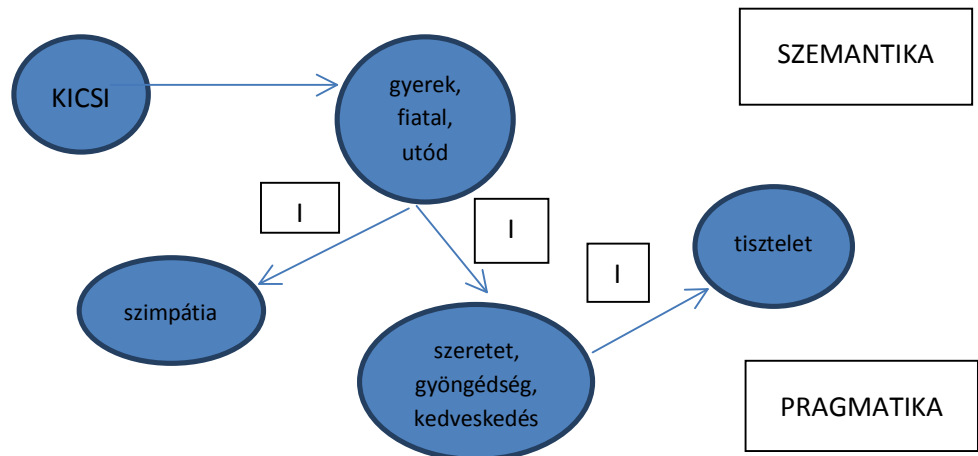 SZEMANTIKA
KICSI
gyerek,
fiatal,
utód
I
I
I
tisztelet
szimpátia
szeretet,
gyöngédség,
kedveskedés
PRAGMATIKA